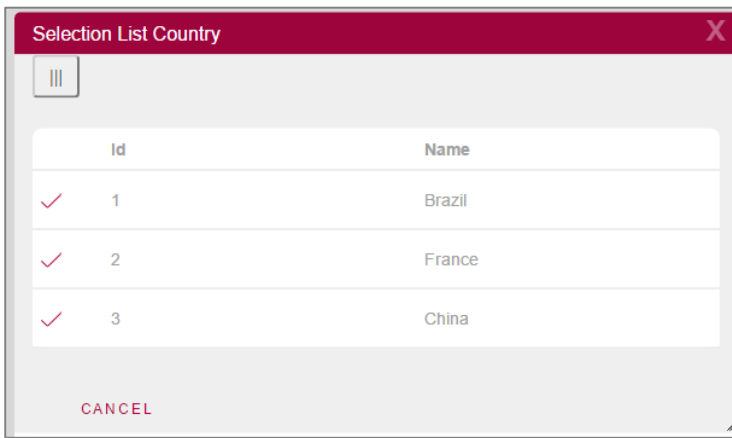 Selection List Country X
|||
Id Name
1 Brazil
2 France
3 China
CANCEL